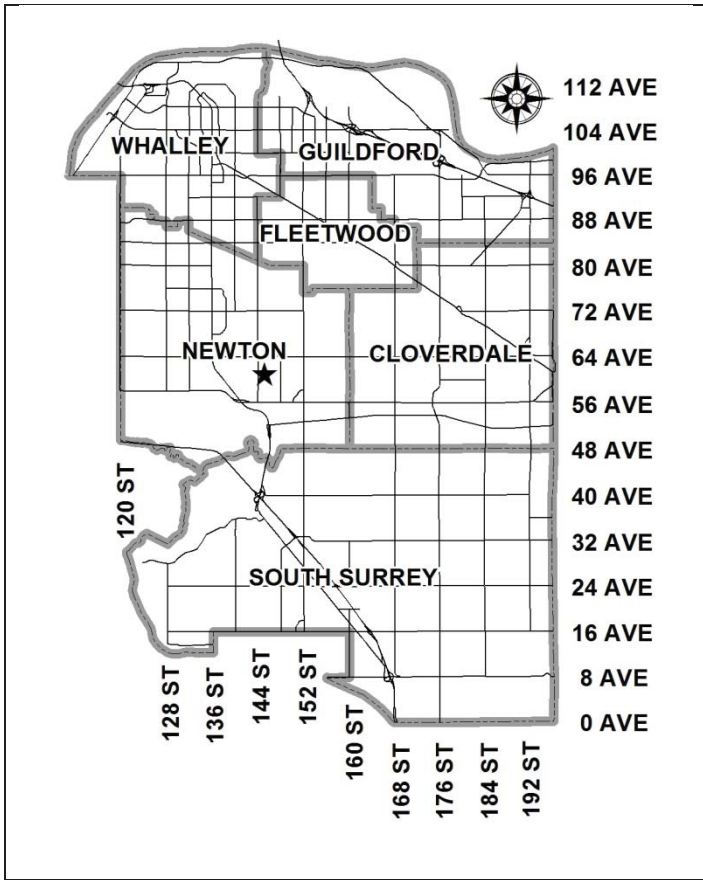 112 AVE
104 AVE
WHALLEY
GUILDFORD
96 AVE
88 AVE
FLEETWOOD
80 AVE
72 AVE
NEWTON
CLOVERDALE
64 AVE
56 AVE
48 AVE
120 ST
40 AVE
32 AVE
SOUTH SURREY
24 AVE
16 AVE
128 ST
136 ST
144 ST
152 ST
160 ST
168 ST
176 ST
184 ST
192 ST
8 AVE
0 AVE